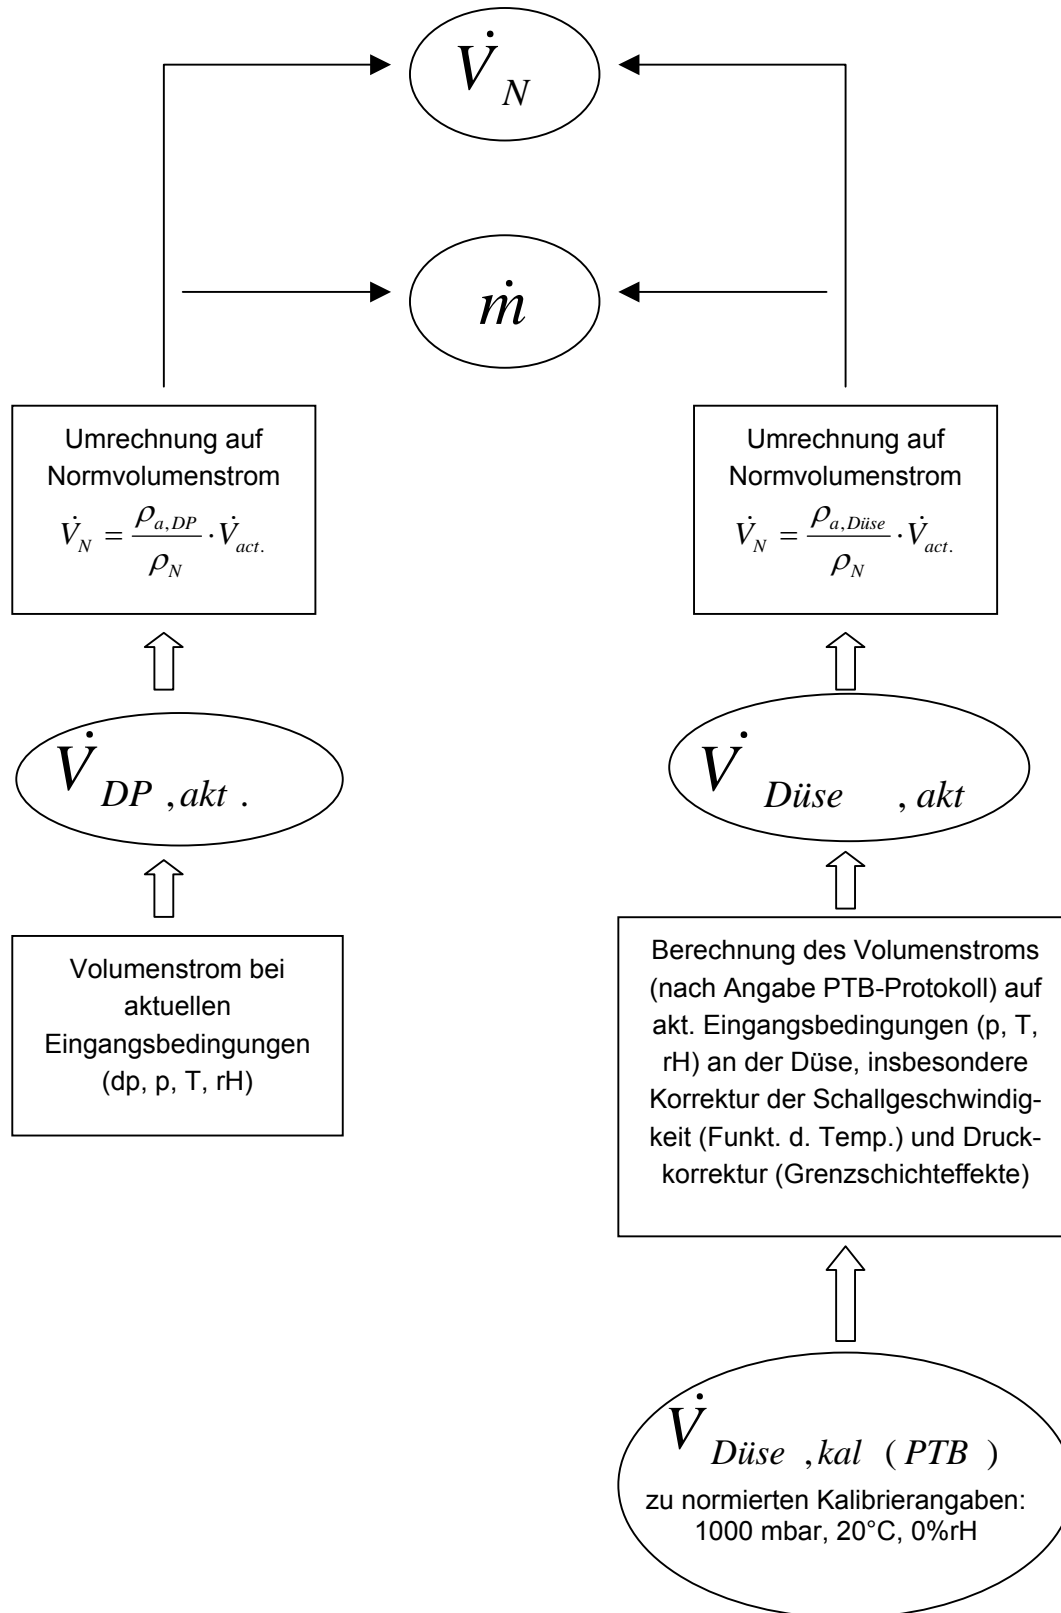 V̇_N
ṁ
Umrechnung auf
Normvolumenstrom
V̇_N = ρ_a,DP / ρ_N · V̇_act.
Umrechnung auf
Normvolumenstrom
V̇_N = ρ_a,Düse / ρ_N · V̇_act.
V̇_DP , akt .
V̇_Düse , akt
Volumenstrom bei
aktuellen
Eingangsbedingungen
(dp, p, T, rH)
Berechnung des Volumenstroms
(nach Angabe PTB-Protokoll) auf
akt. Eingangsbedingungen (p, T,
rH) an der Düse, insbesondere
Korrektur der Schallgeschwindig-
keit (Funkt. d. Temp.) und Druck-
korrektur (Grenzschichteffekte)
V̇_Düse , kal ( PTB )
zu normierten Kalibrierangaben:
1000 mbar, 20°C, 0%rH